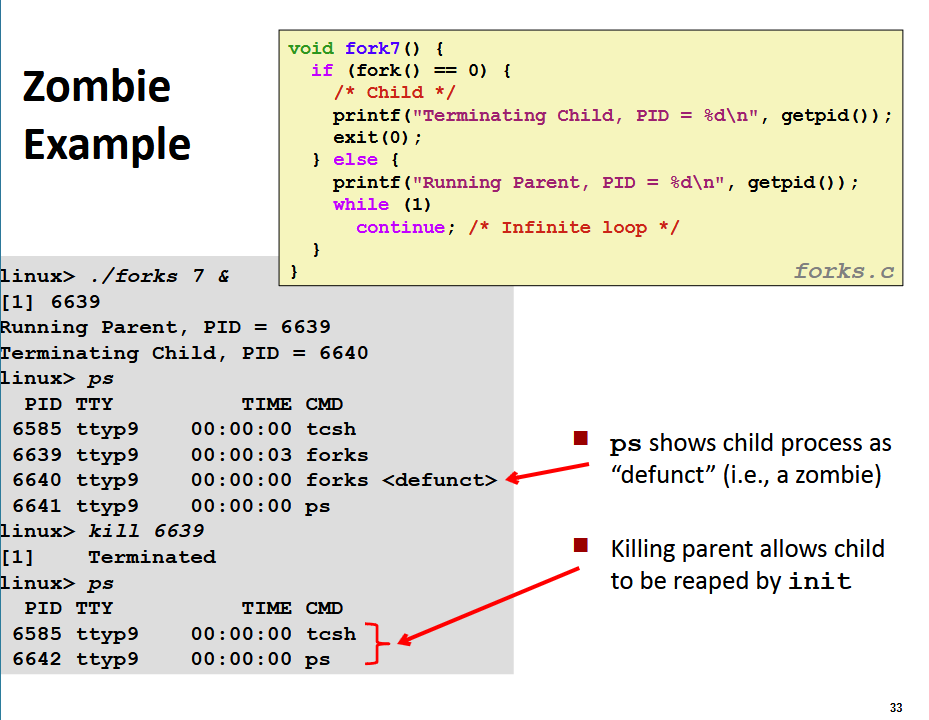 Zombie
Example
void fork7() {
  if (fork() == 0) {
    /* Child */
    printf("Terminating Child, PID = %d\n", getpid());
    exit(0);
  } else {
    printf("Running Parent, PID = %d\n", getpid());
    while (1)
      continue; /* Infinite loop */
  }
}
forks.c
linux> ./forks 7 &
[1] 6639
Running Parent, PID = 6639
Terminating Child, PID = 6640
linux> ps
  PID TTY          TIME CMD
 6585 ttyp9    00:00:00 tcsh
 6639 ttyp9    00:00:03 forks
 6640 ttyp9    00:00:00 forks <defunct>
 6641 ttyp9    00:00:00 ps
linux> kill 6639
[1]    Terminated
linux> ps
  PID TTY          TIME CMD
 6585 ttyp9    00:00:00 tcsh
 6642 ttyp9    00:00:00 ps
ps shows child process as
“defunct” (i.e., a zombie)
Killing parent allows child
to be reaped by init
33